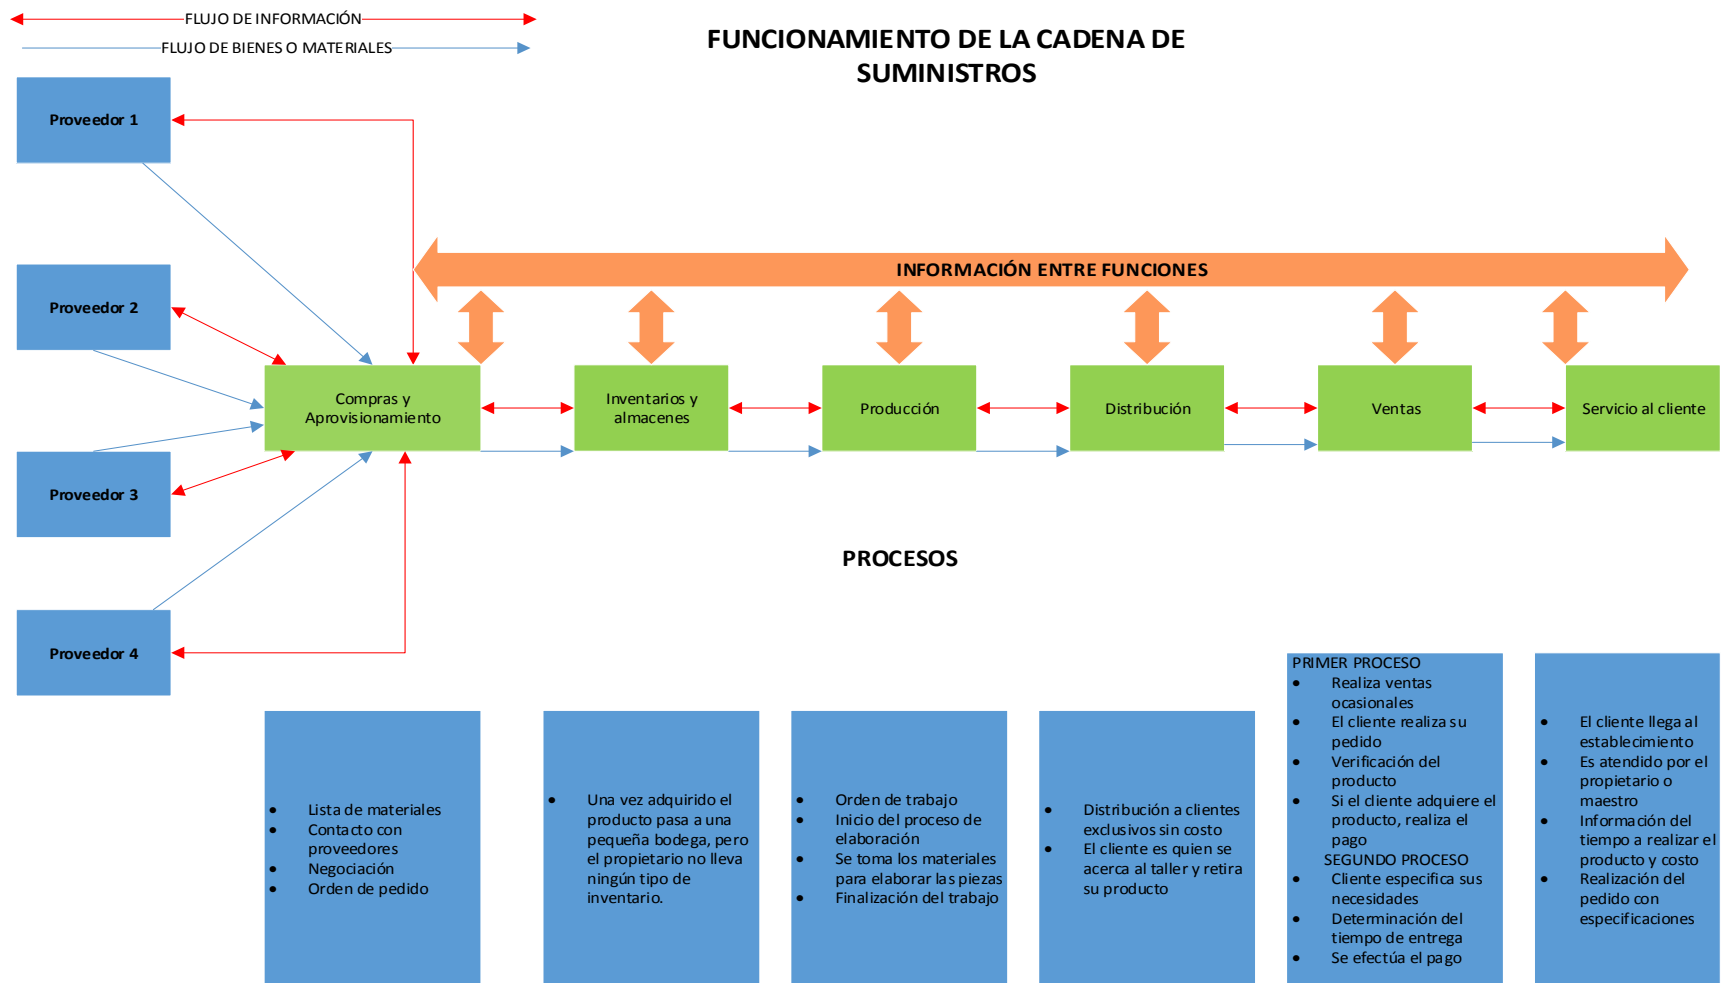 FLUJO DE INFORMACIÓN
FLUJO DE BIENES O MATERIALES
FUNCIONAMIENTO DE LA CADENA DE
SUMINISTROS
Proveedor 1
Proveedor 2
Proveedor 3
Proveedor 4
INFORMACIÓN ENTRE FUNCIONES
Compras y
Aprovisionamiento
Inventarios y
almacenes
Producción
Distribución
Ventas
Servicio al cliente
PROCESOS
• Lista de materiales
• Contacto con
proveedores
• Negociación
• Orden de pedido
• Una vez adquirido el
producto pasa a una
pequeña bodega, pero
el propietario no lleva
ningún tipo de
inventario.
• Orden de trabajo
• Inicio del proceso de
elaboración
• Se toma los materiales
para elaborar las piezas
• Finalización del trabajo
• Distribución a clientes
exclusivos sin costo
• El cliente es quien se
acerca al taller y retira
su producto
PRIMER PROCESO
• Realiza ventas
ocasionales
• El cliente realiza su
pedido
• Verificación del
producto
• Si el cliente adquiere el
producto, realiza el
pago
SEGUNDO PROCESO
• Cliente especifica sus
necesidades
• Determinación del
tiempo de entrega
• Se efectúa el pago
• El cliente llega al
establecimiento
• Es atendido por el
propietario o
maestro
• Información del
tiempo a realizar el
producto y costo
• Realización del
pedido con
especificaciones